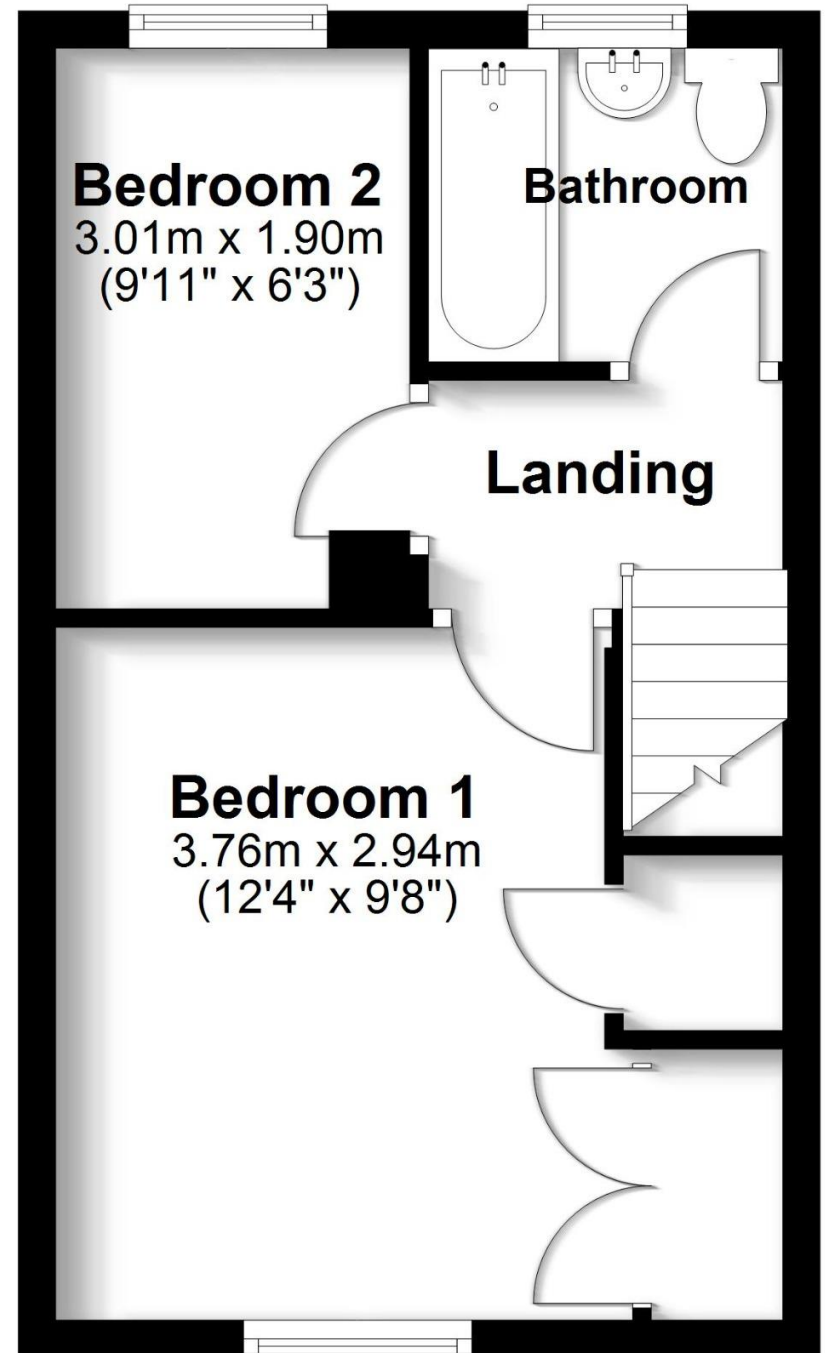 Bedroom 2
3.01m x 1.90m
(9'11" x 6'3")
Bathroom
Landing
Bedroom 1
3.76m x 2.94m
(12'4" x 9'8")